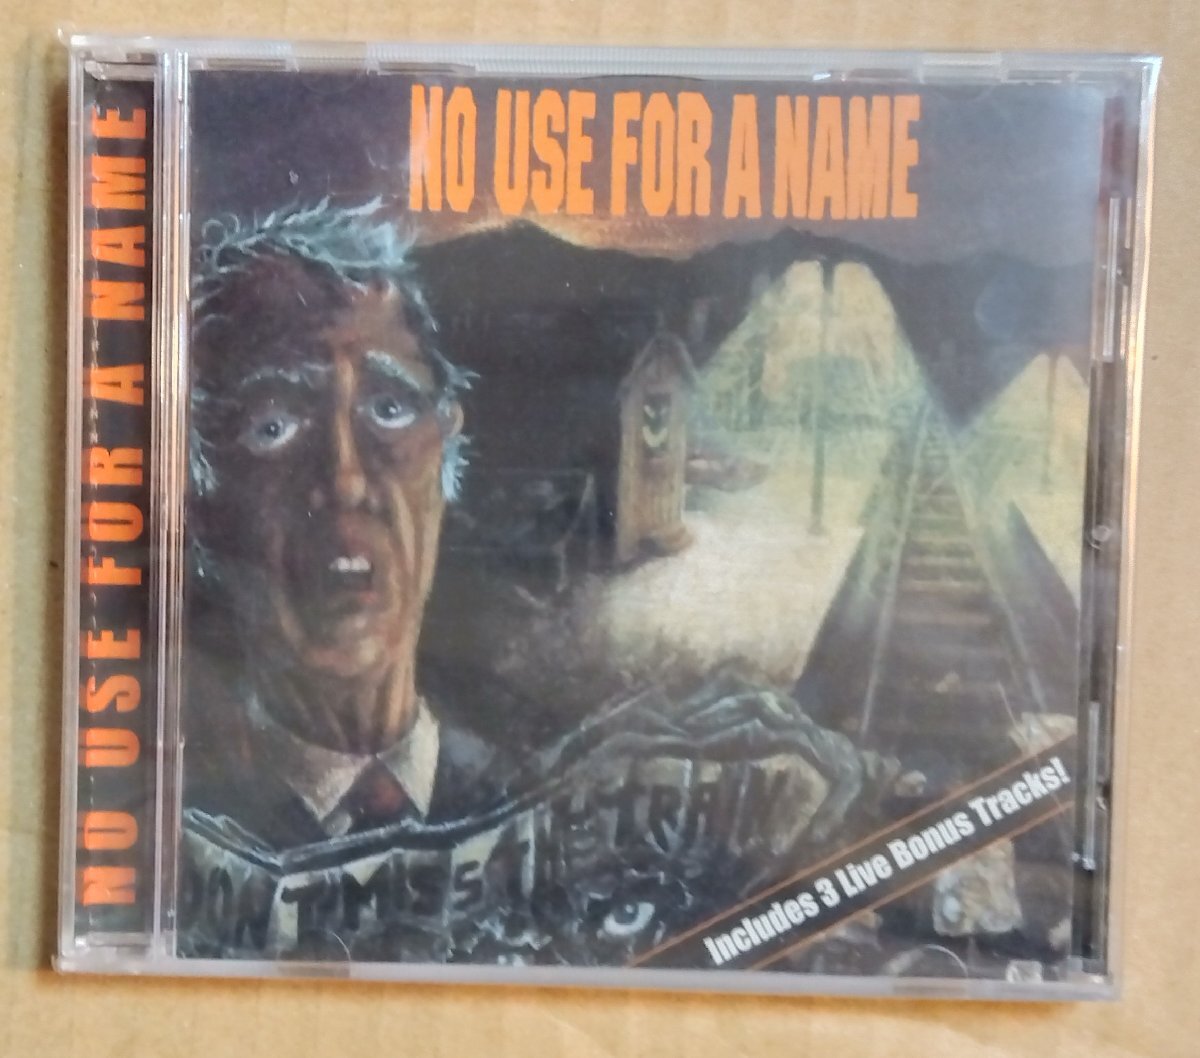 NO USE FOR A NAME
NO USE FOR A NAME
DON'T MISS THE TRAIN
Includes 3 Live Bonus Tracks!